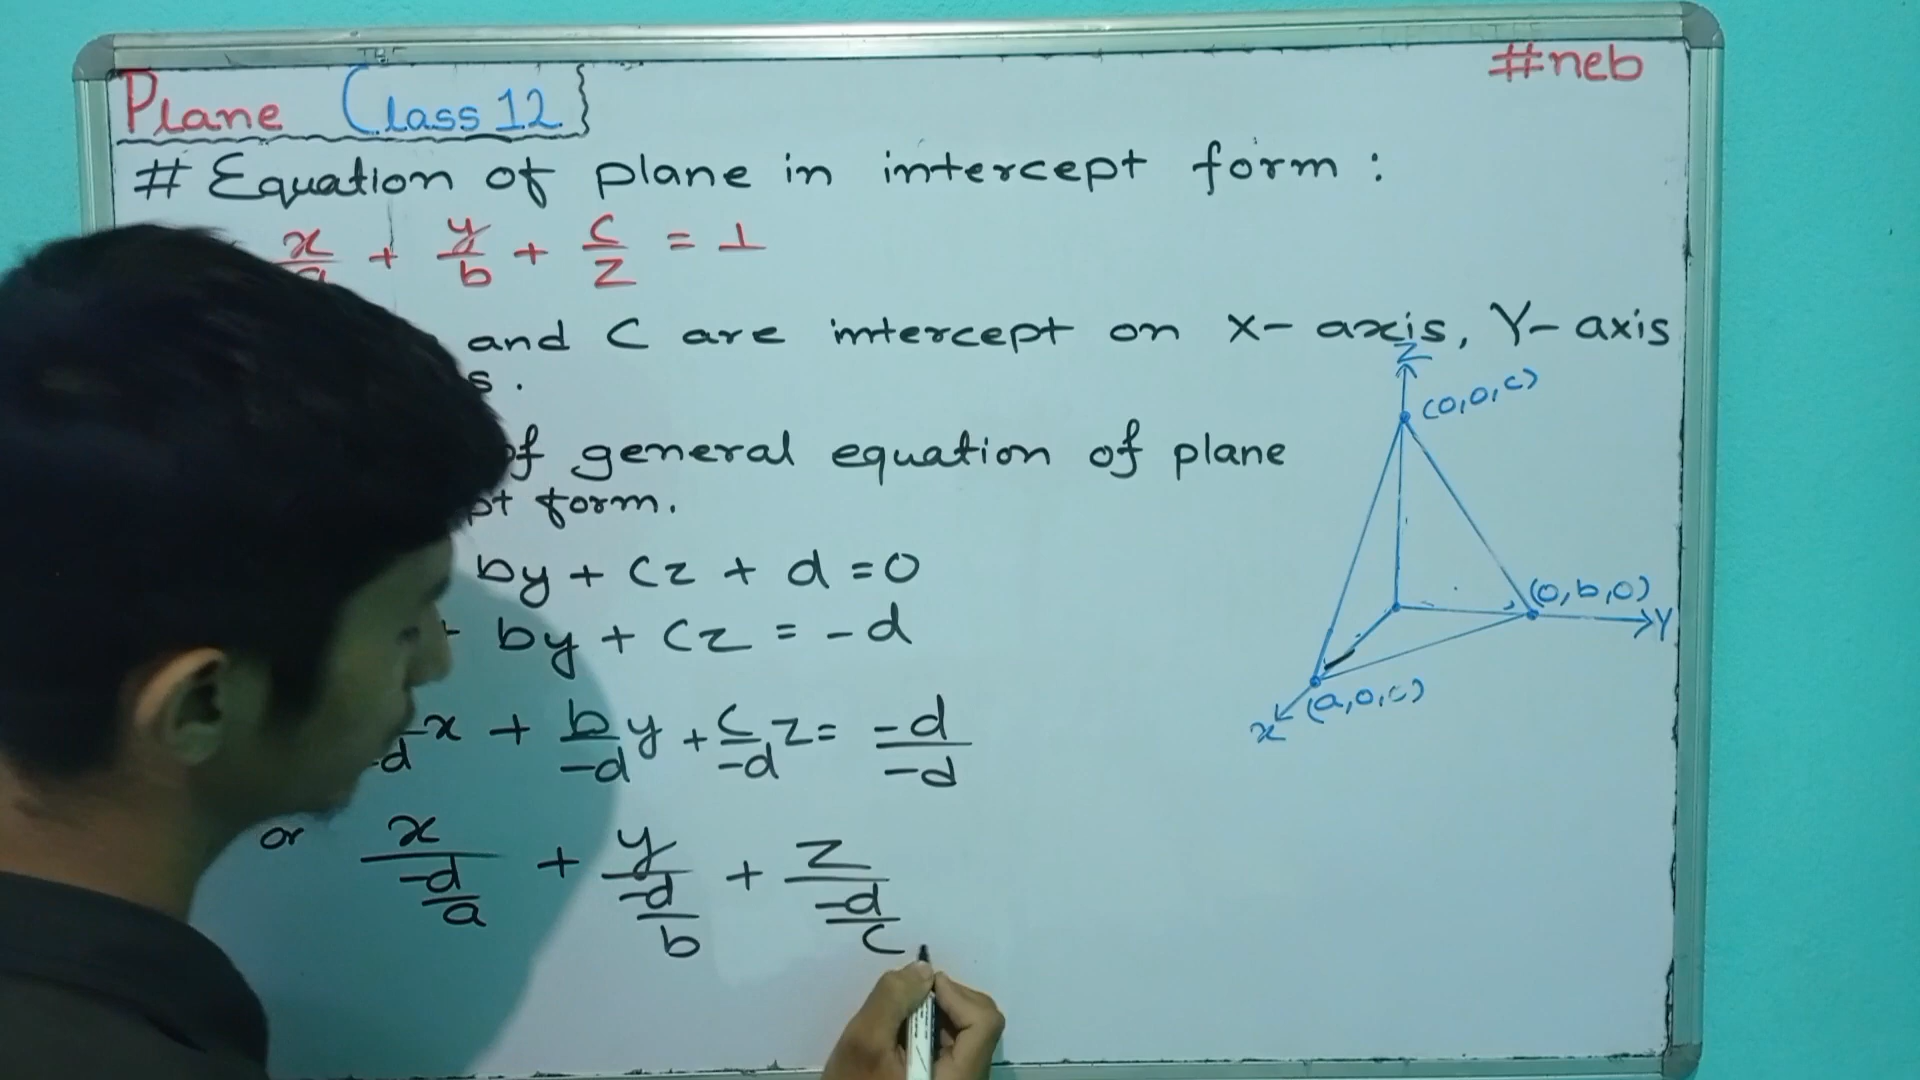 #neb
Plane Class 12}
# Equation of plane in intercept form :
x/a + y/b + c/z = 1
and C are intercept on X-axis, Y-axis
s.
of general equation of plane
pt form.
by + cz + d = 0
+ by + cz = -d
/-d x + b/-d y + c/-d z = -d/-d
or x/(-d/a) + y/(-d/b) + z/(-d/c)
Z
(0,0,c)
(0,b,0)
Y
(a,0,c)
x